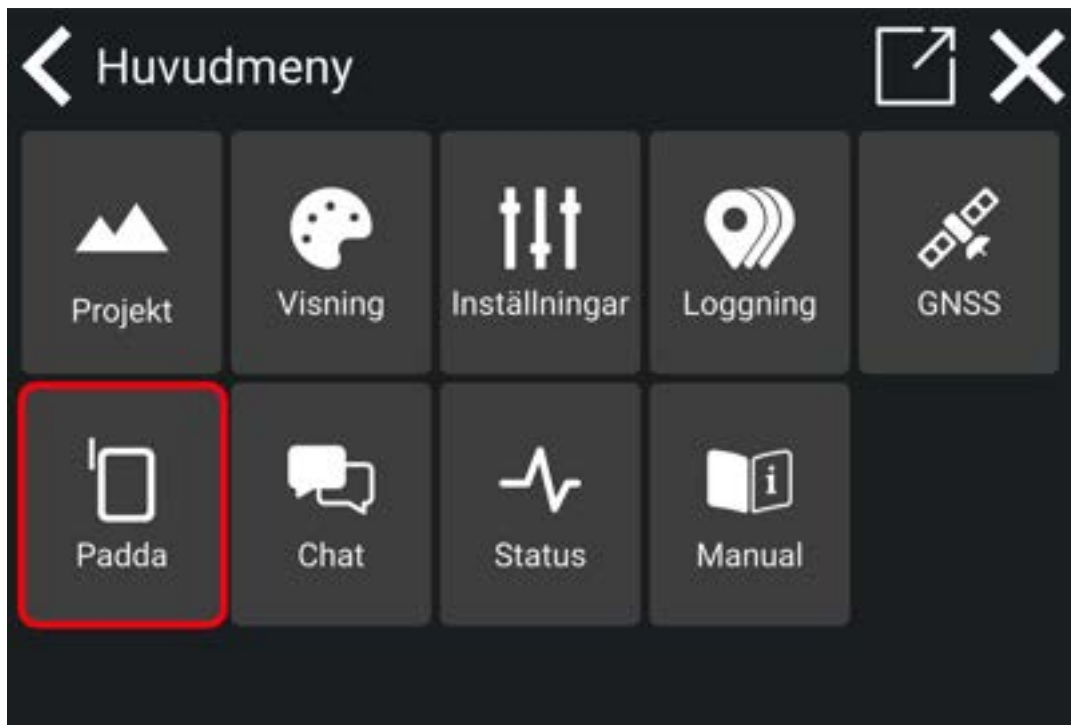 Huvudmeny
Projekt
Visning
Inställningar
Loggning
GNSS
Padda
Chat
Status
i
Manual